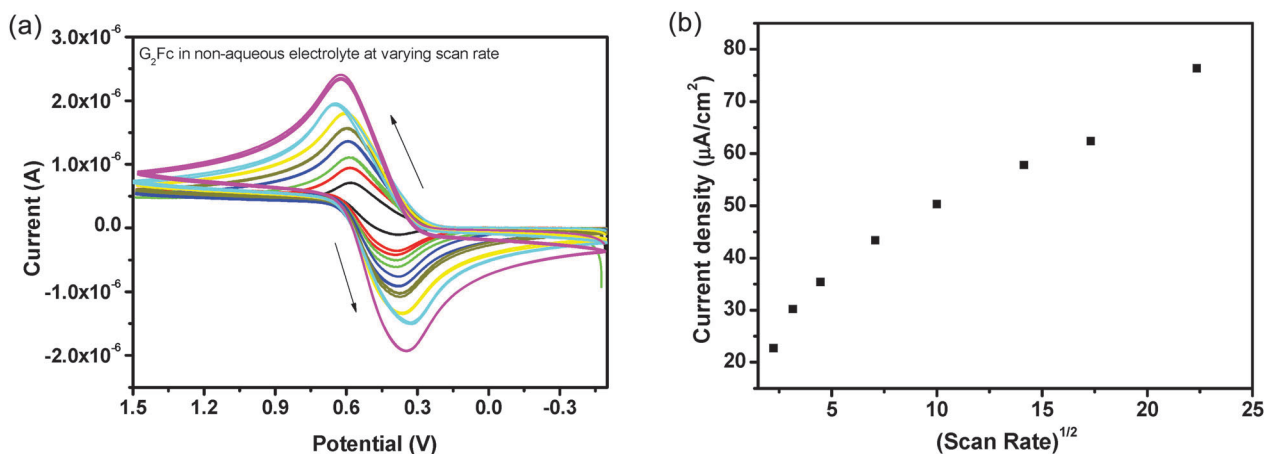 (a)
G₂Fc in non-aqueous electrolyte at varying scan rate
Current (A)
3.0x10⁻⁶
2.0x10⁻⁶
1.0x10⁻⁶
0.0
-1.0x10⁻⁶
-2.0x10⁻⁶
1.5 1.2 0.9 0.6 0.3 0.0 -0.3
Potential (V)
(b)
Current density (µA/cm²)
80
70
60
50
40
30
20
5 10 15 20 25
(Scan Rate)¹ᐟ²